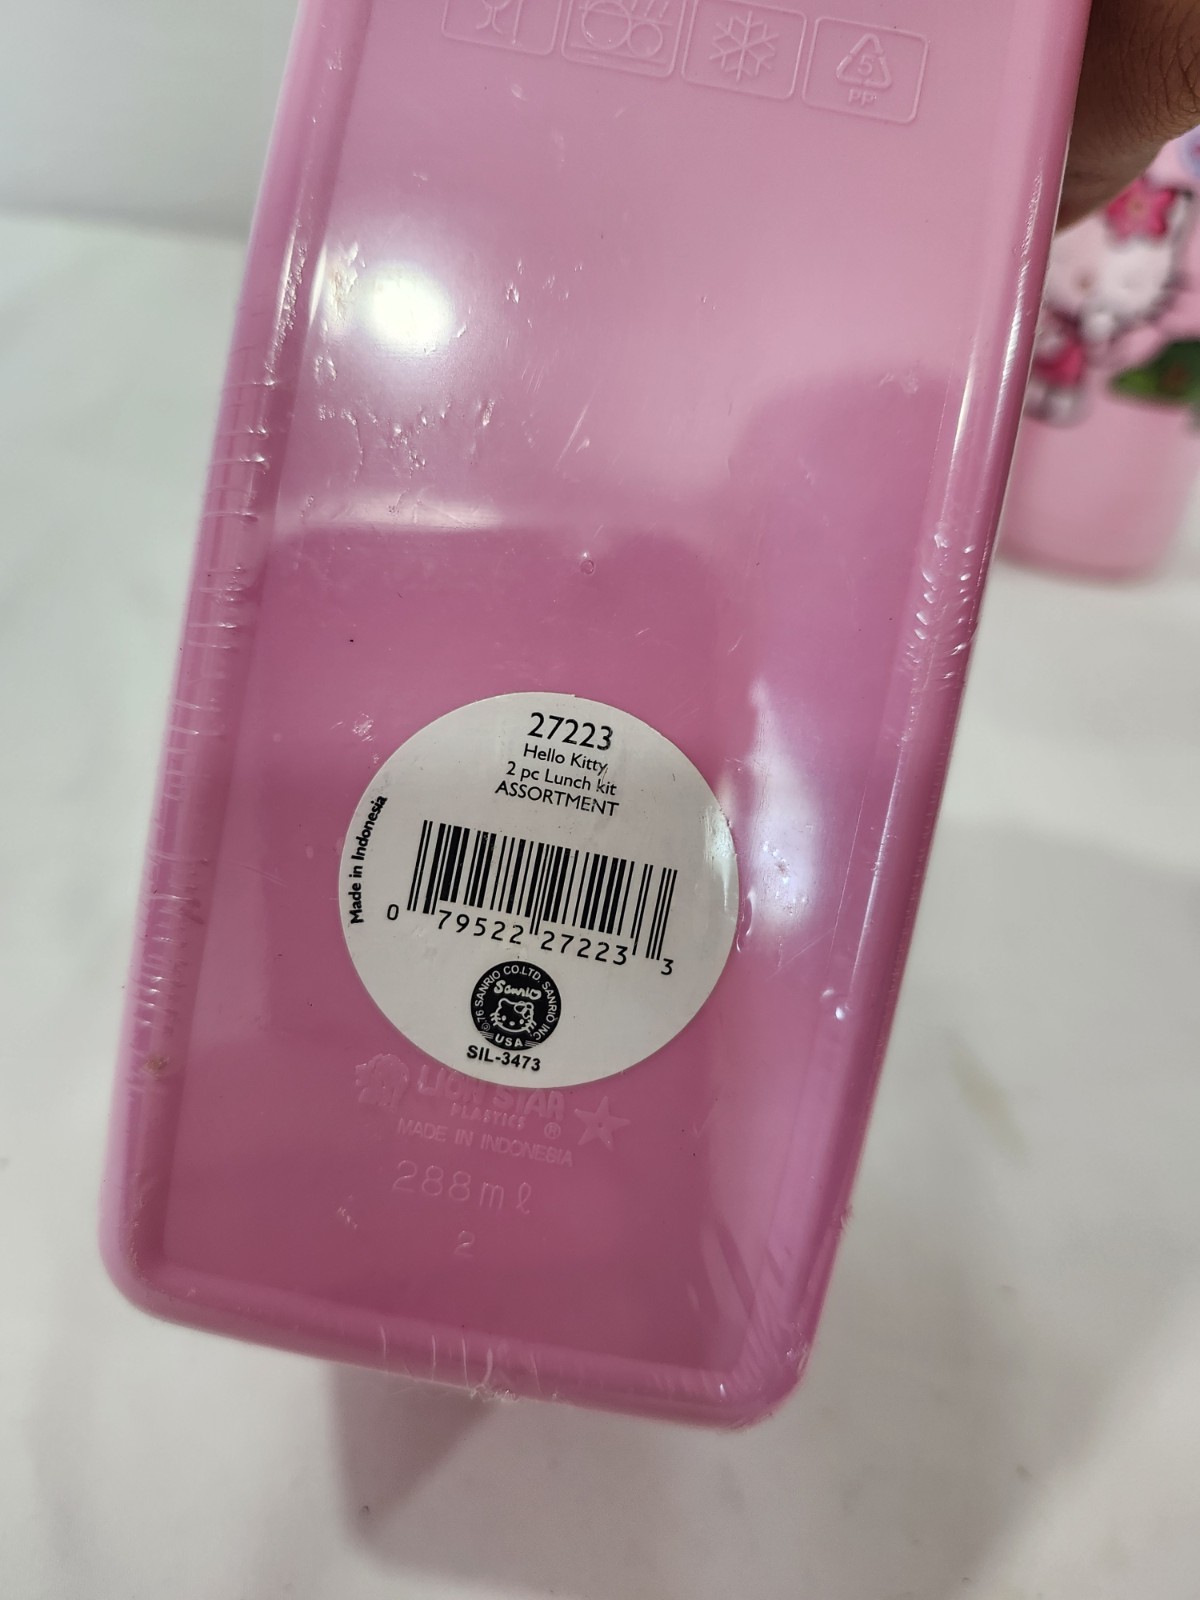 5
PP
27223
Hello Kitty
2 pc Lunch kit
ASSORTMENT
Made in Indonesia
0 79522 27223 3
©'76 SANRIO CO.LTD. SANRIO INC.
Sanrio
USA
SIL-3473
LION STAR
PLASTICS ®
MADE IN INDONESIA
288ml
2